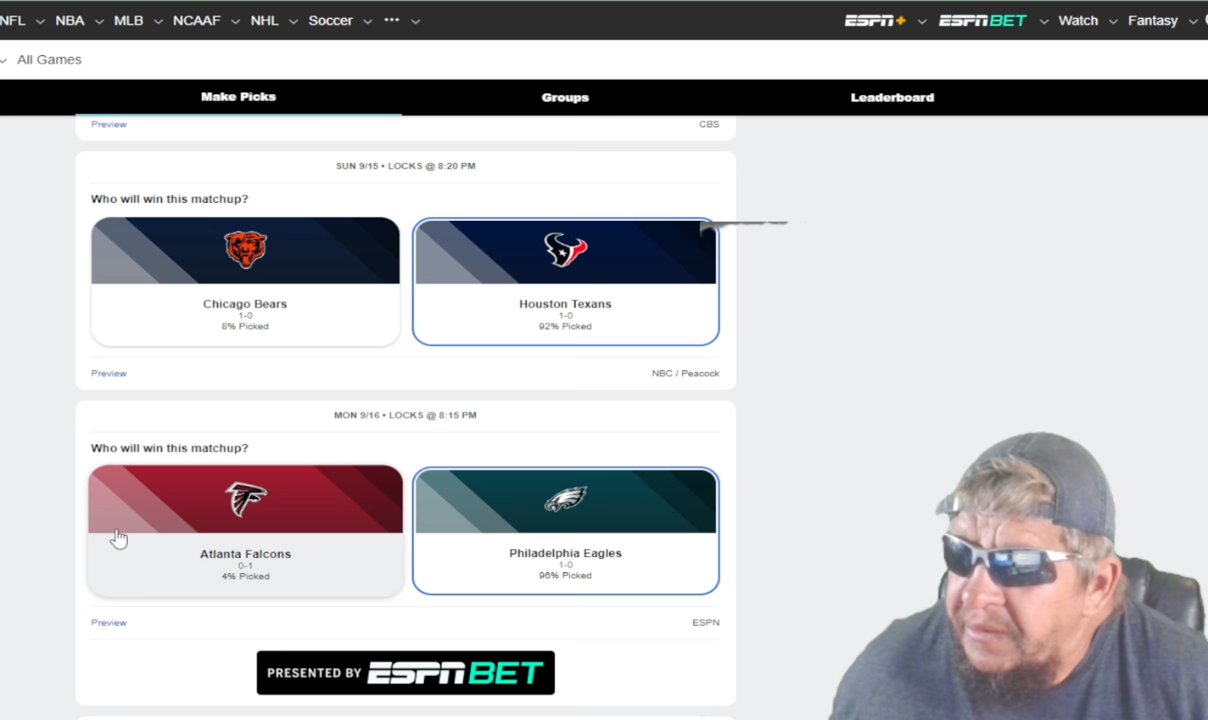 NFL NBA MLB NCAAF NHL Soccer ••• ESPN+ ESPN BET Watch Fantasy
All Games
Make Picks Groups Leaderboard
Preview CBS
SUN 9/15 • LOCKS @ 8:20 PM
Who will win this matchup?
Chicago Bears Houston Texans
1-0 1-0
8% Picked 92% Picked
Preview NBC / Peacock
MON 9/16 • LOCKS @ 8:15 PM
Who will win this matchup?
Atlanta Falcons Philadelphia Eagles
0-1 1-0
4% Picked 96% Picked
Preview ESPN
PRESENTED BY ESPN BET